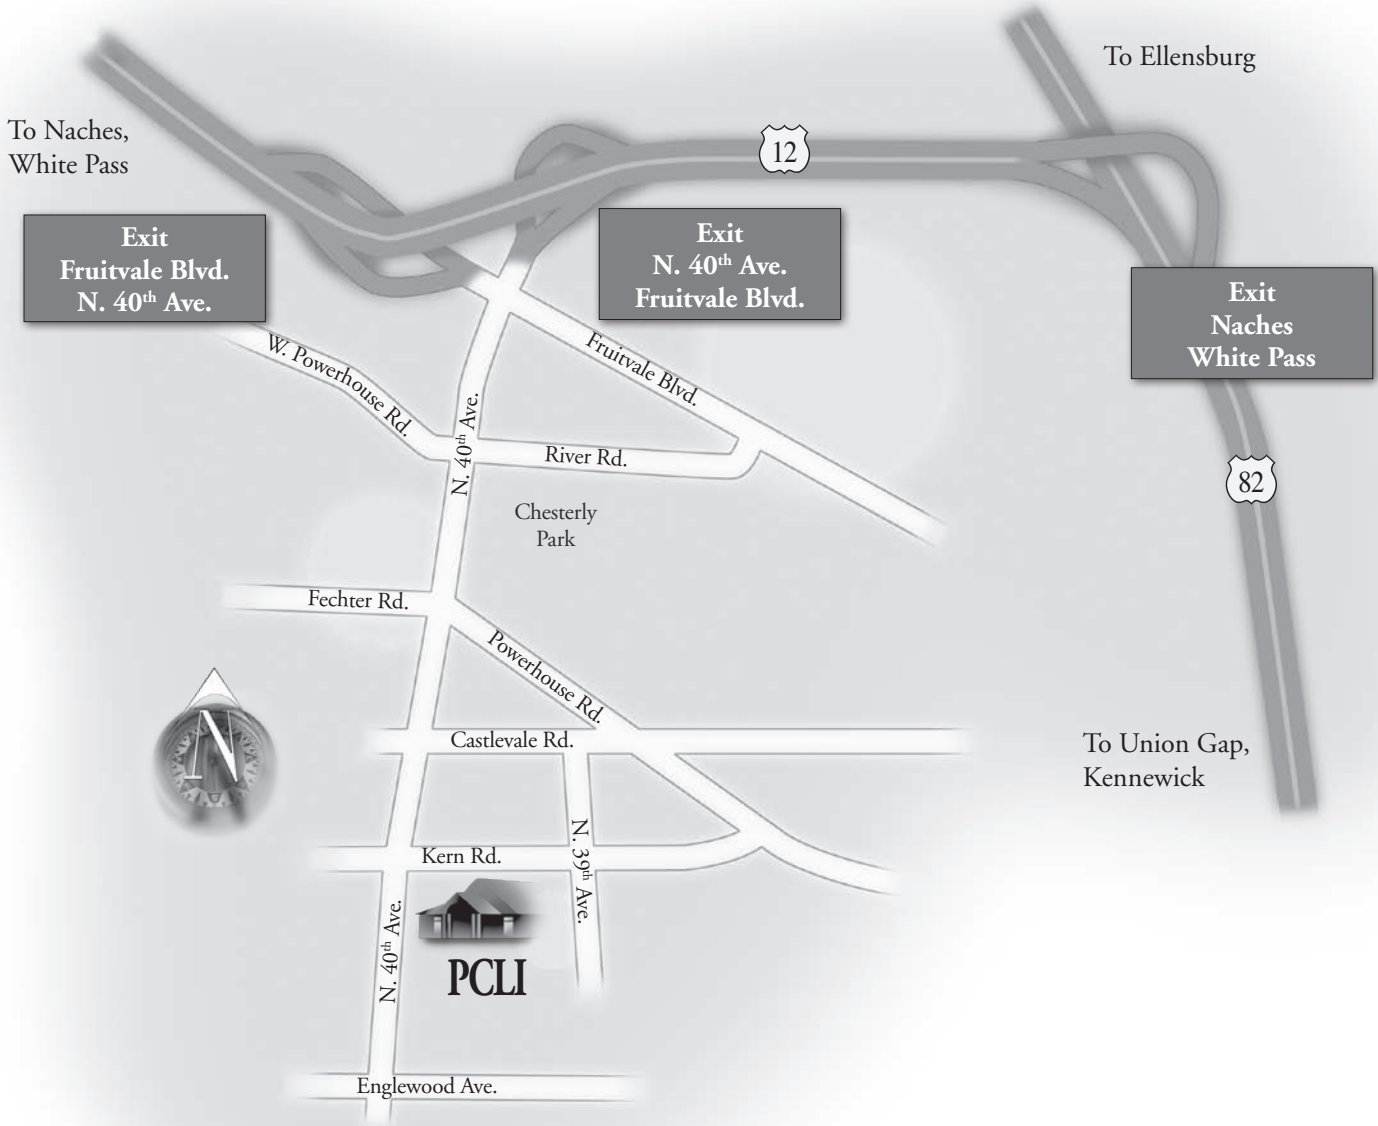 To Ellensburg
To Naches,
White Pass
12
Exit
Fruitvale Blvd.
N. 40th Ave.
Exit
N. 40th Ave.
Fruitvale Blvd.
Exit
Naches
White Pass
W. Powerhouse Rd.
Fruitvale Blvd.
N. 40th Ave.
River Rd.
82
Chesterly
Park
Fechter Rd.
Powerhouse Rd.
N
Castlevale Rd.
To Union Gap,
Kennewick
Kern Rd.
N. 39th Ave.
N. 40th Ave.
PCLI
Englewood Ave.